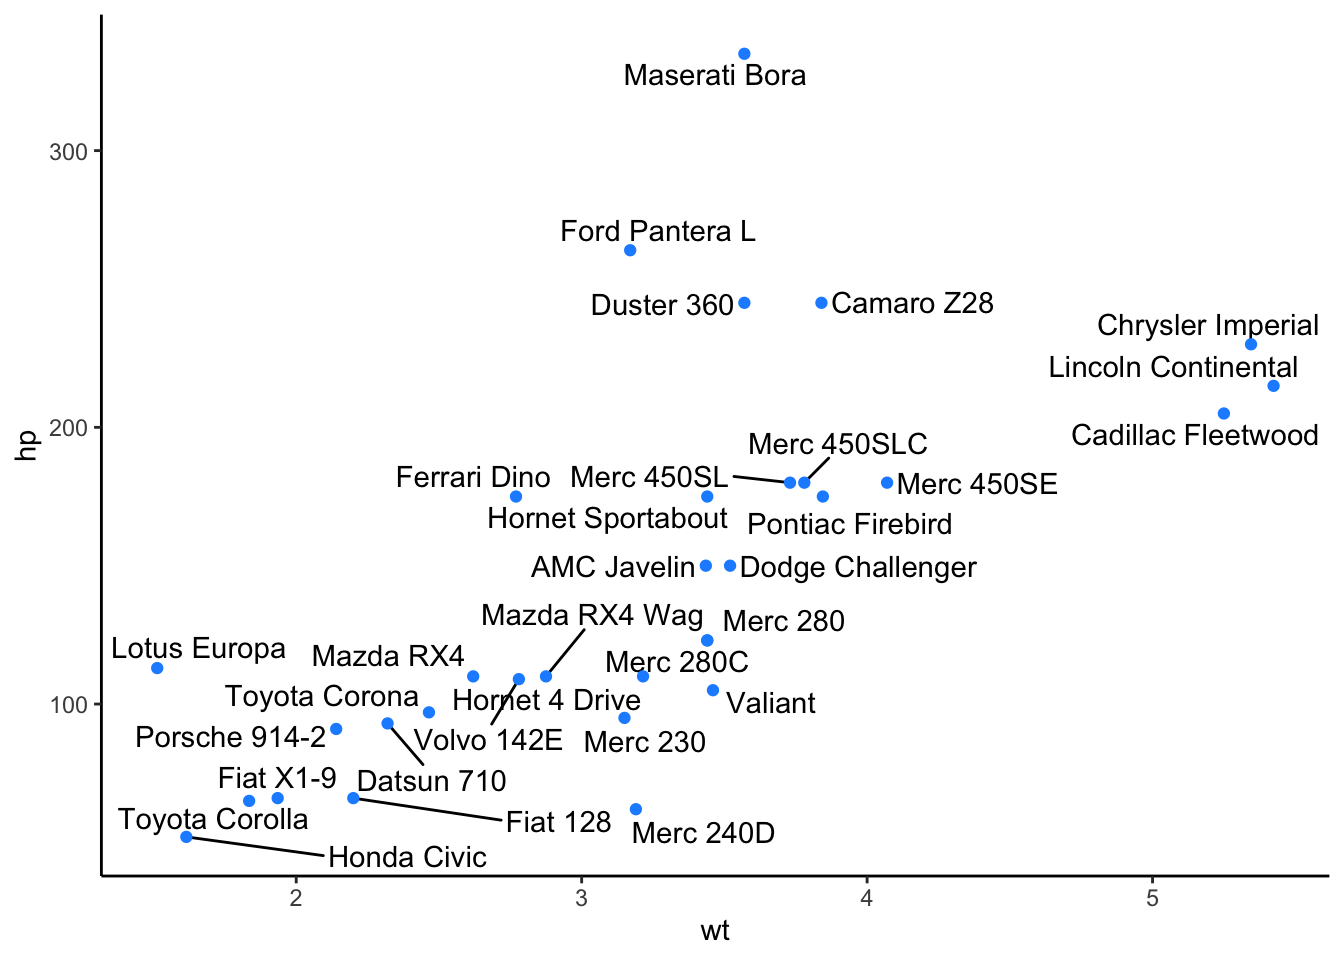 Maserati Bora
300
Ford Pantera L
Duster 360
Camaro Z28
Chrysler Imperial
Lincoln Continental
hp
200
Cadillac Fleetwood
Merc 450SLC
Ferrari Dino
Merc 450SL
Merc 450SE
Hornet Sportabout
Pontiac Firebird
AMC Javelin
Dodge Challenger
Mazda RX4 Wag
Merc 280
Lotus Europa
Mazda RX4
Merc 280C
Toyota Corona
Hornet 4 Drive
Valiant
100
Porsche 914-2
Volvo 142E
Merc 230
Fiat X1-9
Datsun 710
Toyota Corolla
Fiat 128
Merc 240D
Honda Civic
2
3
4
5
wt